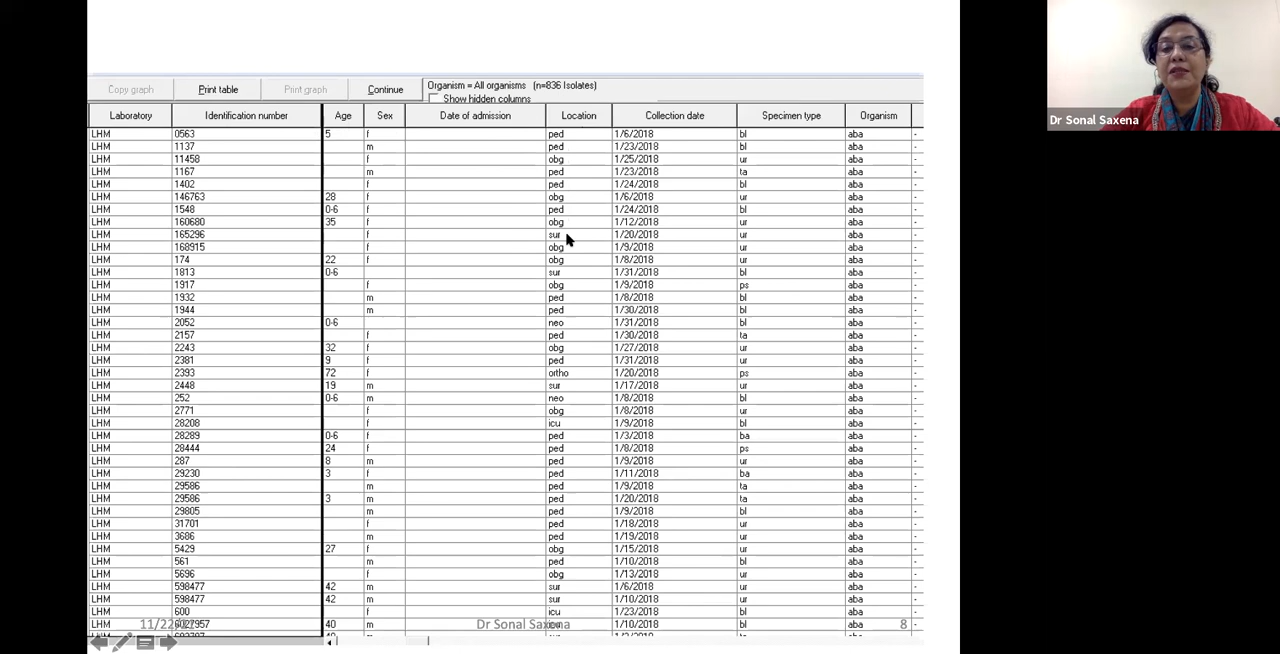 Copy graph Print table Print graph Continue Organism = All organisms (n=836 Isolates)
Show hidden columns
Laboratory Identification number Age Sex Date of admission Location Collection date Specimen type Organism
LHM 0563 5 f ped 1/6/2018 bl aba -
LHM 1137 m ped 1/23/2018 bl aba -
LHM 11458 f obg 1/25/2018 ur aba -
LHM 1167 m ped 1/23/2018 ta aba -
LHM 1402 f ped 1/24/2018 bl aba -
LHM 146763 28 f obg 1/6/2018 ur aba -
LHM 1548 0-6 f ped 1/24/2018 bl aba -
LHM 160680 35 f obg 1/12/2018 ur aba -
LHM 165296 f sur 1/20/2018 ur aba -
LHM 168915 f obg 1/9/2018 ur aba -
LHM 174 22 f obg 1/8/2018 ur aba -
LHM 1813 0-6 sur 1/31/2018 bl aba -
LHM 1917 f obg 1/9/2018 ps aba -
LHM 1932 m ped 1/8/2018 bl aba -
LHM 1944 m ped 1/30/2018 bl aba -
LHM 2052 0-6 neo 1/31/2018 bl aba -
LHM 2157 f ped 1/30/2018 ta aba -
LHM 2243 32 f obg 1/27/2018 ur aba -
LHM 2381 9 f ped 1/31/2018 ur aba -
LHM 2393 72 f ortho 1/20/2018 ps aba -
LHM 2448 19 m sur 1/17/2018 ur aba -
LHM 252 0-6 m neo 1/8/2018 bl aba -
LHM 2771 f obg 1/8/2018 ur aba -
LHM 28208 f icu 1/9/2018 bl aba -
LHM 28289 0-6 f ped 1/3/2018 ba aba -
LHM 28444 24 f ped 1/8/2018 ps aba -
LHM 287 8 m ped 1/9/2018 ur aba -
LHM 29230 3 f ped 1/11/2018 ba aba -
LHM 29586 m ped 1/9/2018 ta aba -
LHM 29586 3 m ped 1/20/2018 ta aba -
LHM 29805 m ped 1/9/2018 bl aba -
LHM 31701 f ped 1/18/2018 ur aba -
LHM 3686 m ped 1/19/2018 ur aba -
LHM 5429 27 f obg 1/15/2018 ur aba -
LHM 561 m ped 1/10/2018 bl aba -
LHM 5696 f obg 1/13/2018 ur aba -
LHM 598477 42 m sur 1/6/2018 ur aba -
LHM 598477 42 m sur 1/10/2018 ur aba -
LHM 600 f icu 1/23/2018 bl aba -
LHM 40 m 1/10/2018 bl aba -
Dr Sonal Saxena 8
Dr Sonal Saxena